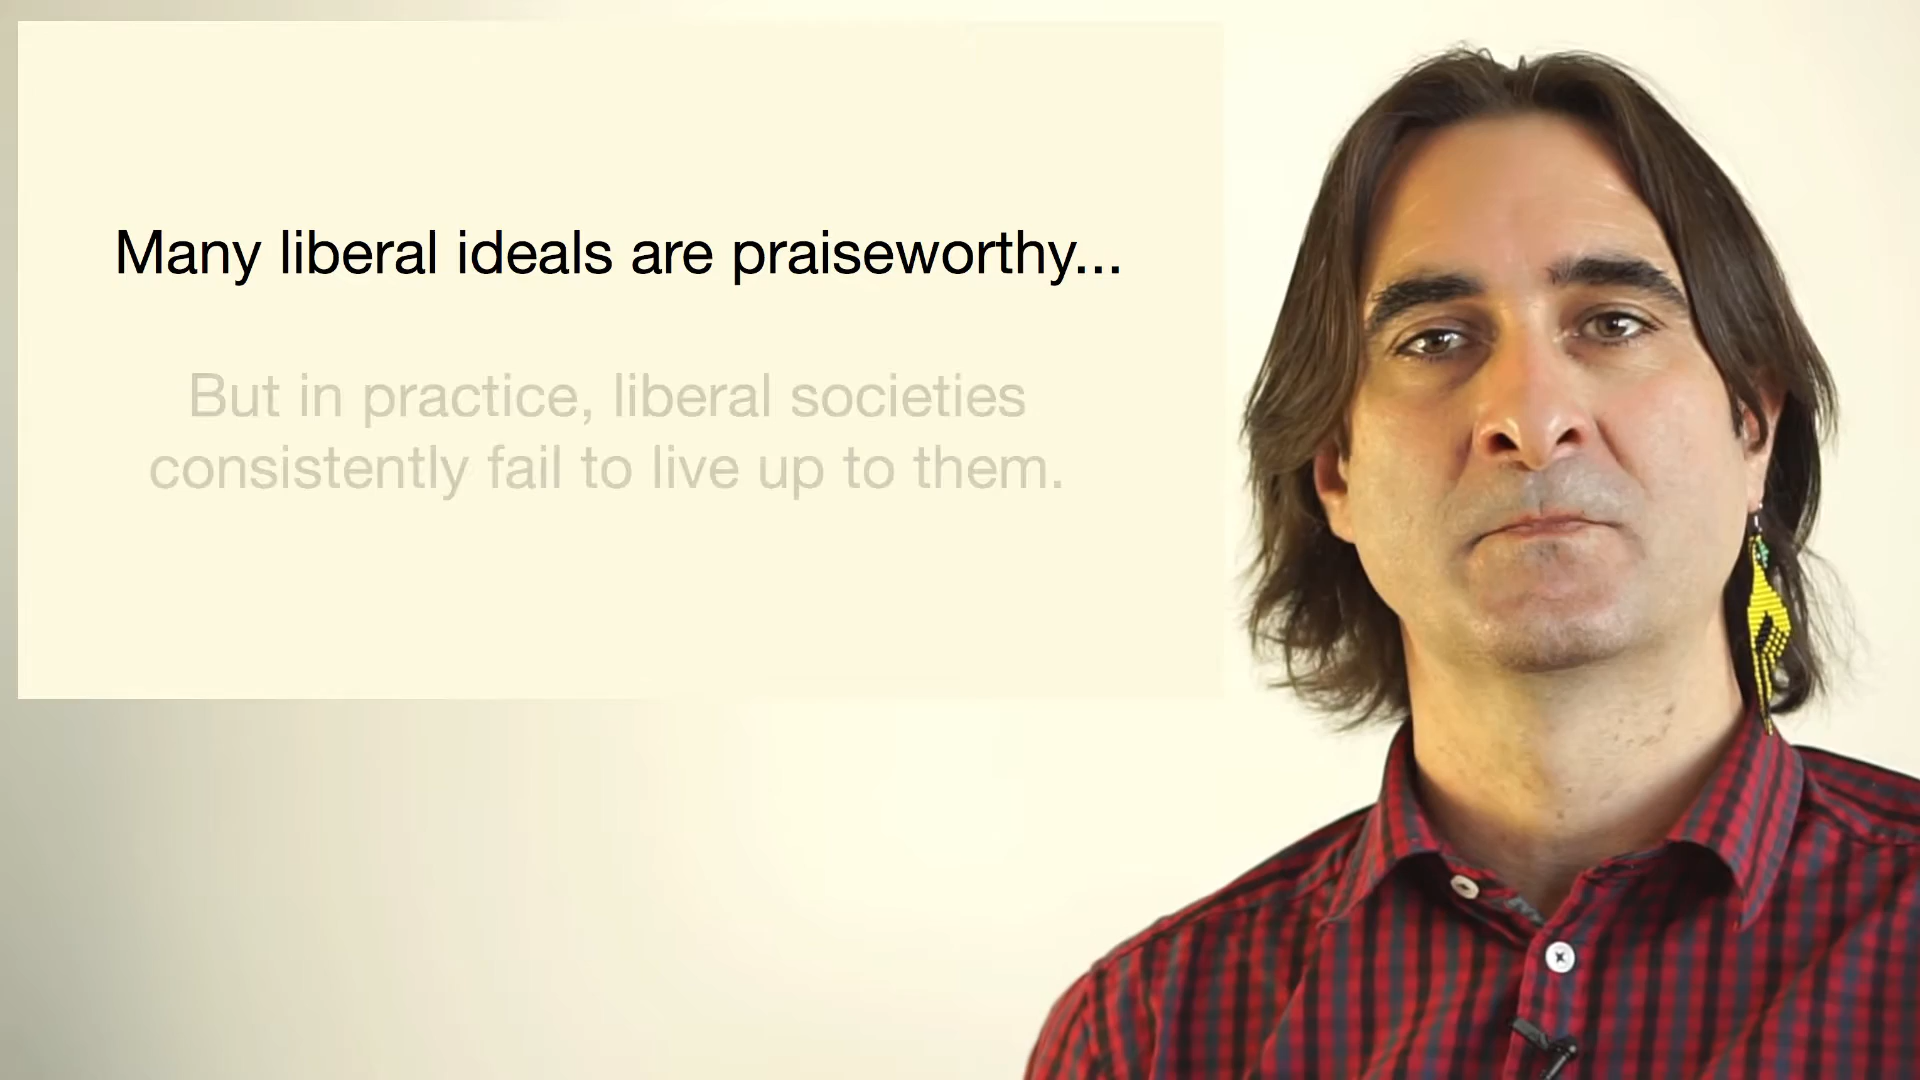 Many liberal ideals are praiseworthy...
But in practice, liberal societies
consistently fail to live up to them.